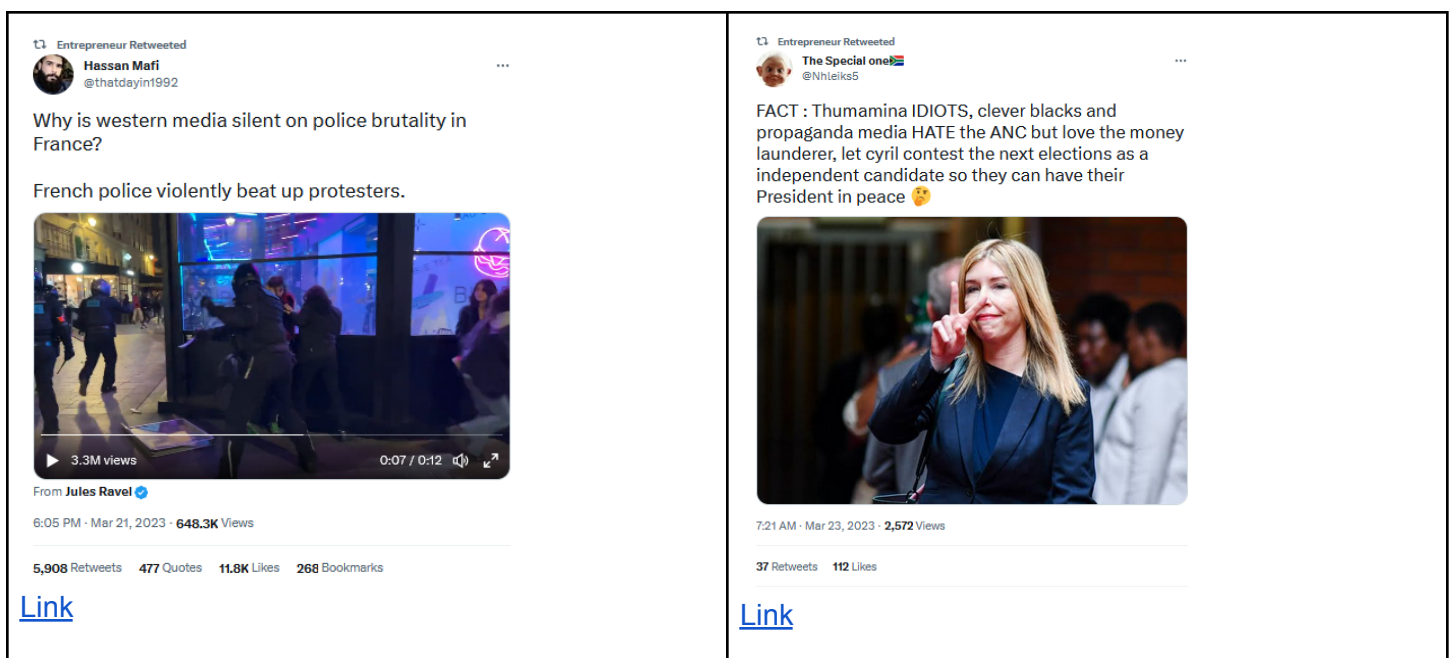 Entrepreneur Retweeted
Hassan Mafi
@thatdayin1992
Why is western media silent on police brutality in
France?
French police violently beat up protesters.
3.3M views
0:07 / 0:12
From Jules Ravel
6:05 PM · Mar 21, 2023 · 648.3K Views
5,908 Retweets 477 Quotes 11.8K Likes 268 Bookmarks
Link
Entrepreneur Retweeted
The Special one🇿🇦
@Nhleiks5
FACT : Thumamina IDIOTS, clever blacks and
propaganda media HATE the ANC but love the money
launderer, let cyril contest the next elections as a
independent candidate so they can have their
President in peace 🤔
7:21 AM · Mar 23, 2023 · 2,572 Views
37 Retweets 112 Likes
Link